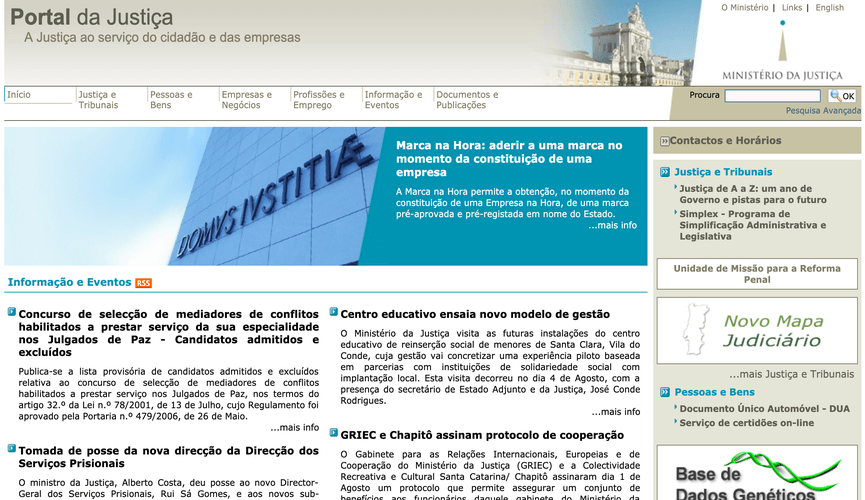 Portal da Justiça
A Justiça ao serviço do cidadão e das empresas
O Ministério | Links | English
MINISTÉRIO DA JUSTIÇA
Início
Justiça e
Tribunais
Pessoas e
Bens
Empresas e
Negócios
Profissões e
Emprego
Informação e
Eventos
Documentos e
Publicações
Procura
OK
Pesquisa Avançada
DOMVS IVSTITIÆ
Marca na Hora: aderir a uma marca no
momento da constituição de uma
empresa
A Marca na Hora permite a obtenção, no momento da
constituição de uma Empresa na Hora, de uma marca
pré-aprovada e pré-registada em nome do Estado.
...mais info
Informação e Eventos RSS
Concurso de selecção de mediadores de conflitos
habilitados a prestar serviço da sua especialidade
nos Julgados de Paz - Candidatos admitidos e
excluídos
Publica-se a lista provisória de candidatos admitidos e excluídos
relativa ao concurso de selecção de mediadores de conflitos
habilitados a prestar serviço nos Julgados de Paz, nos termos do
artigo 32.º da Lei n.º 78/2001, de 13 de Julho, cujo Regulamento foi
aprovado pela Portaria n.º 479/2006, de 26 de Maio.
...mais info
Tomada de posse da nova direcção da Direcção dos
Serviços Prisionais
O ministro da Justiça, Alberto Costa, deu posse ao novo Director-
Geral dos Serviços Prisionais, Rui Sá Gomes, e aos novos sub-
Centro educativo ensaia novo modelo de gestão
O Ministério da Justiça visita as futuras instalações do centro
educativo de reinserção social de menores de Santa Clara, Vila do
Conde, cuja gestão vai concretizar uma experiência piloto baseada
em parcerias com instituições de solidariedade social com
implantação local. Esta visita decorreu no dia 4 de Agosto, com a
presença do secretário de Estado Adjunto e da Justiça, José Conde
Rodrigues.
...mais info
GRIEC e Chapitô assinam protocolo de cooperação
O Gabinete para as Relações Internacionais, Europeias e de
Cooperação do Ministério da Justiça (GRIEC) e a Colectividade
Recreativa e Cultural Santa Catarina/ Chapitô assinaram dia 1 de
Agosto um protocolo que permite assegurar um conjunto de
benefícios aos funcionários daquele gabinete do Ministério da
Contactos e Horários
Justiça e Tribunais
Justiça de A a Z: um ano de
Governo e pistas para o futuro
Simplex - Programa de
Simplificação Administrativa e
Legislativa
Unidade de Missão para a Reforma
Penal
Novo Mapa
Judiciário
...mais Justiça e Tribunais
Pessoas e Bens
Documento Único Automóvel - DUA
Serviço de certidões on-line
Base de
Dados Genéticos